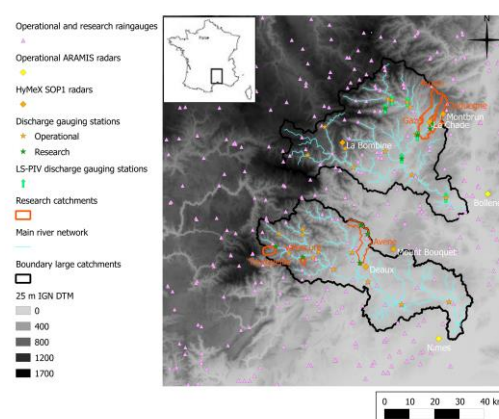 Operational and research raingauges
Operational ARAMIS radars
HyMeX SOP1 radars
Discharge gauging stations
Operational
Research
LS-PIV discharge gauging stations
Research catchments
Main river network
Boundary large catchments
25 m IGN DTM
0
400
800
1200
1700
Montbrun
La Chade
La Bombine
Bollene
Mount Bouquet
Deaux
Nimes
0 10 20 30 40 km